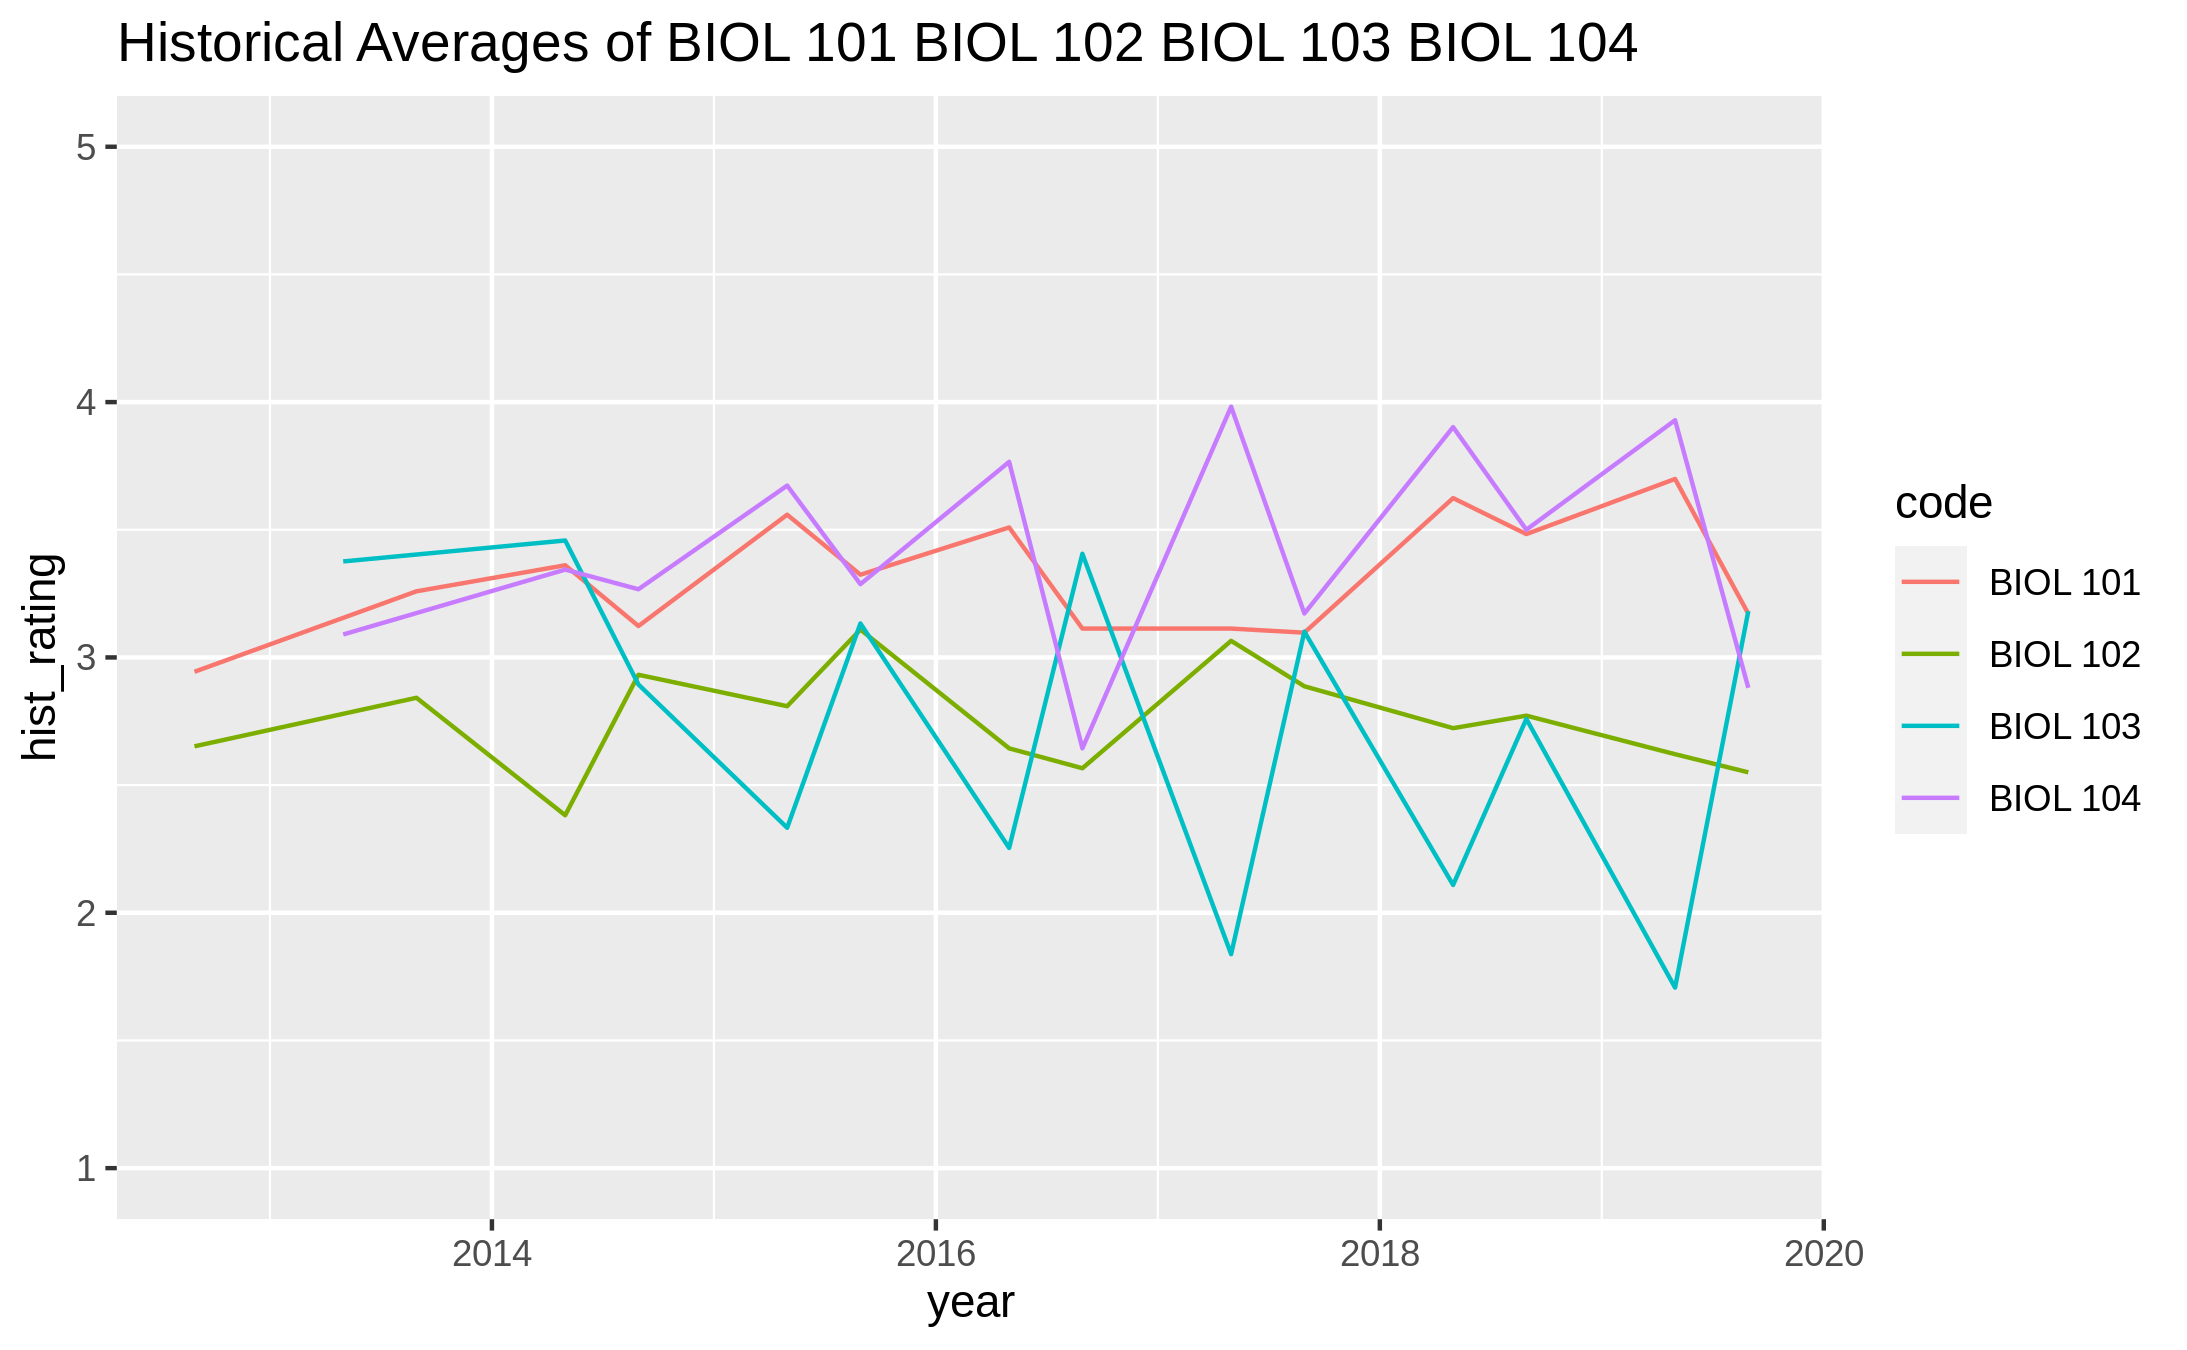 Historical Averages of BIOL 101 BIOL 102 BIOL 103 BIOL 104
5
4
3
2
1
hist_rating
2014
2016
2018
2020
year
code
BIOL 101
BIOL 102
BIOL 103
BIOL 104